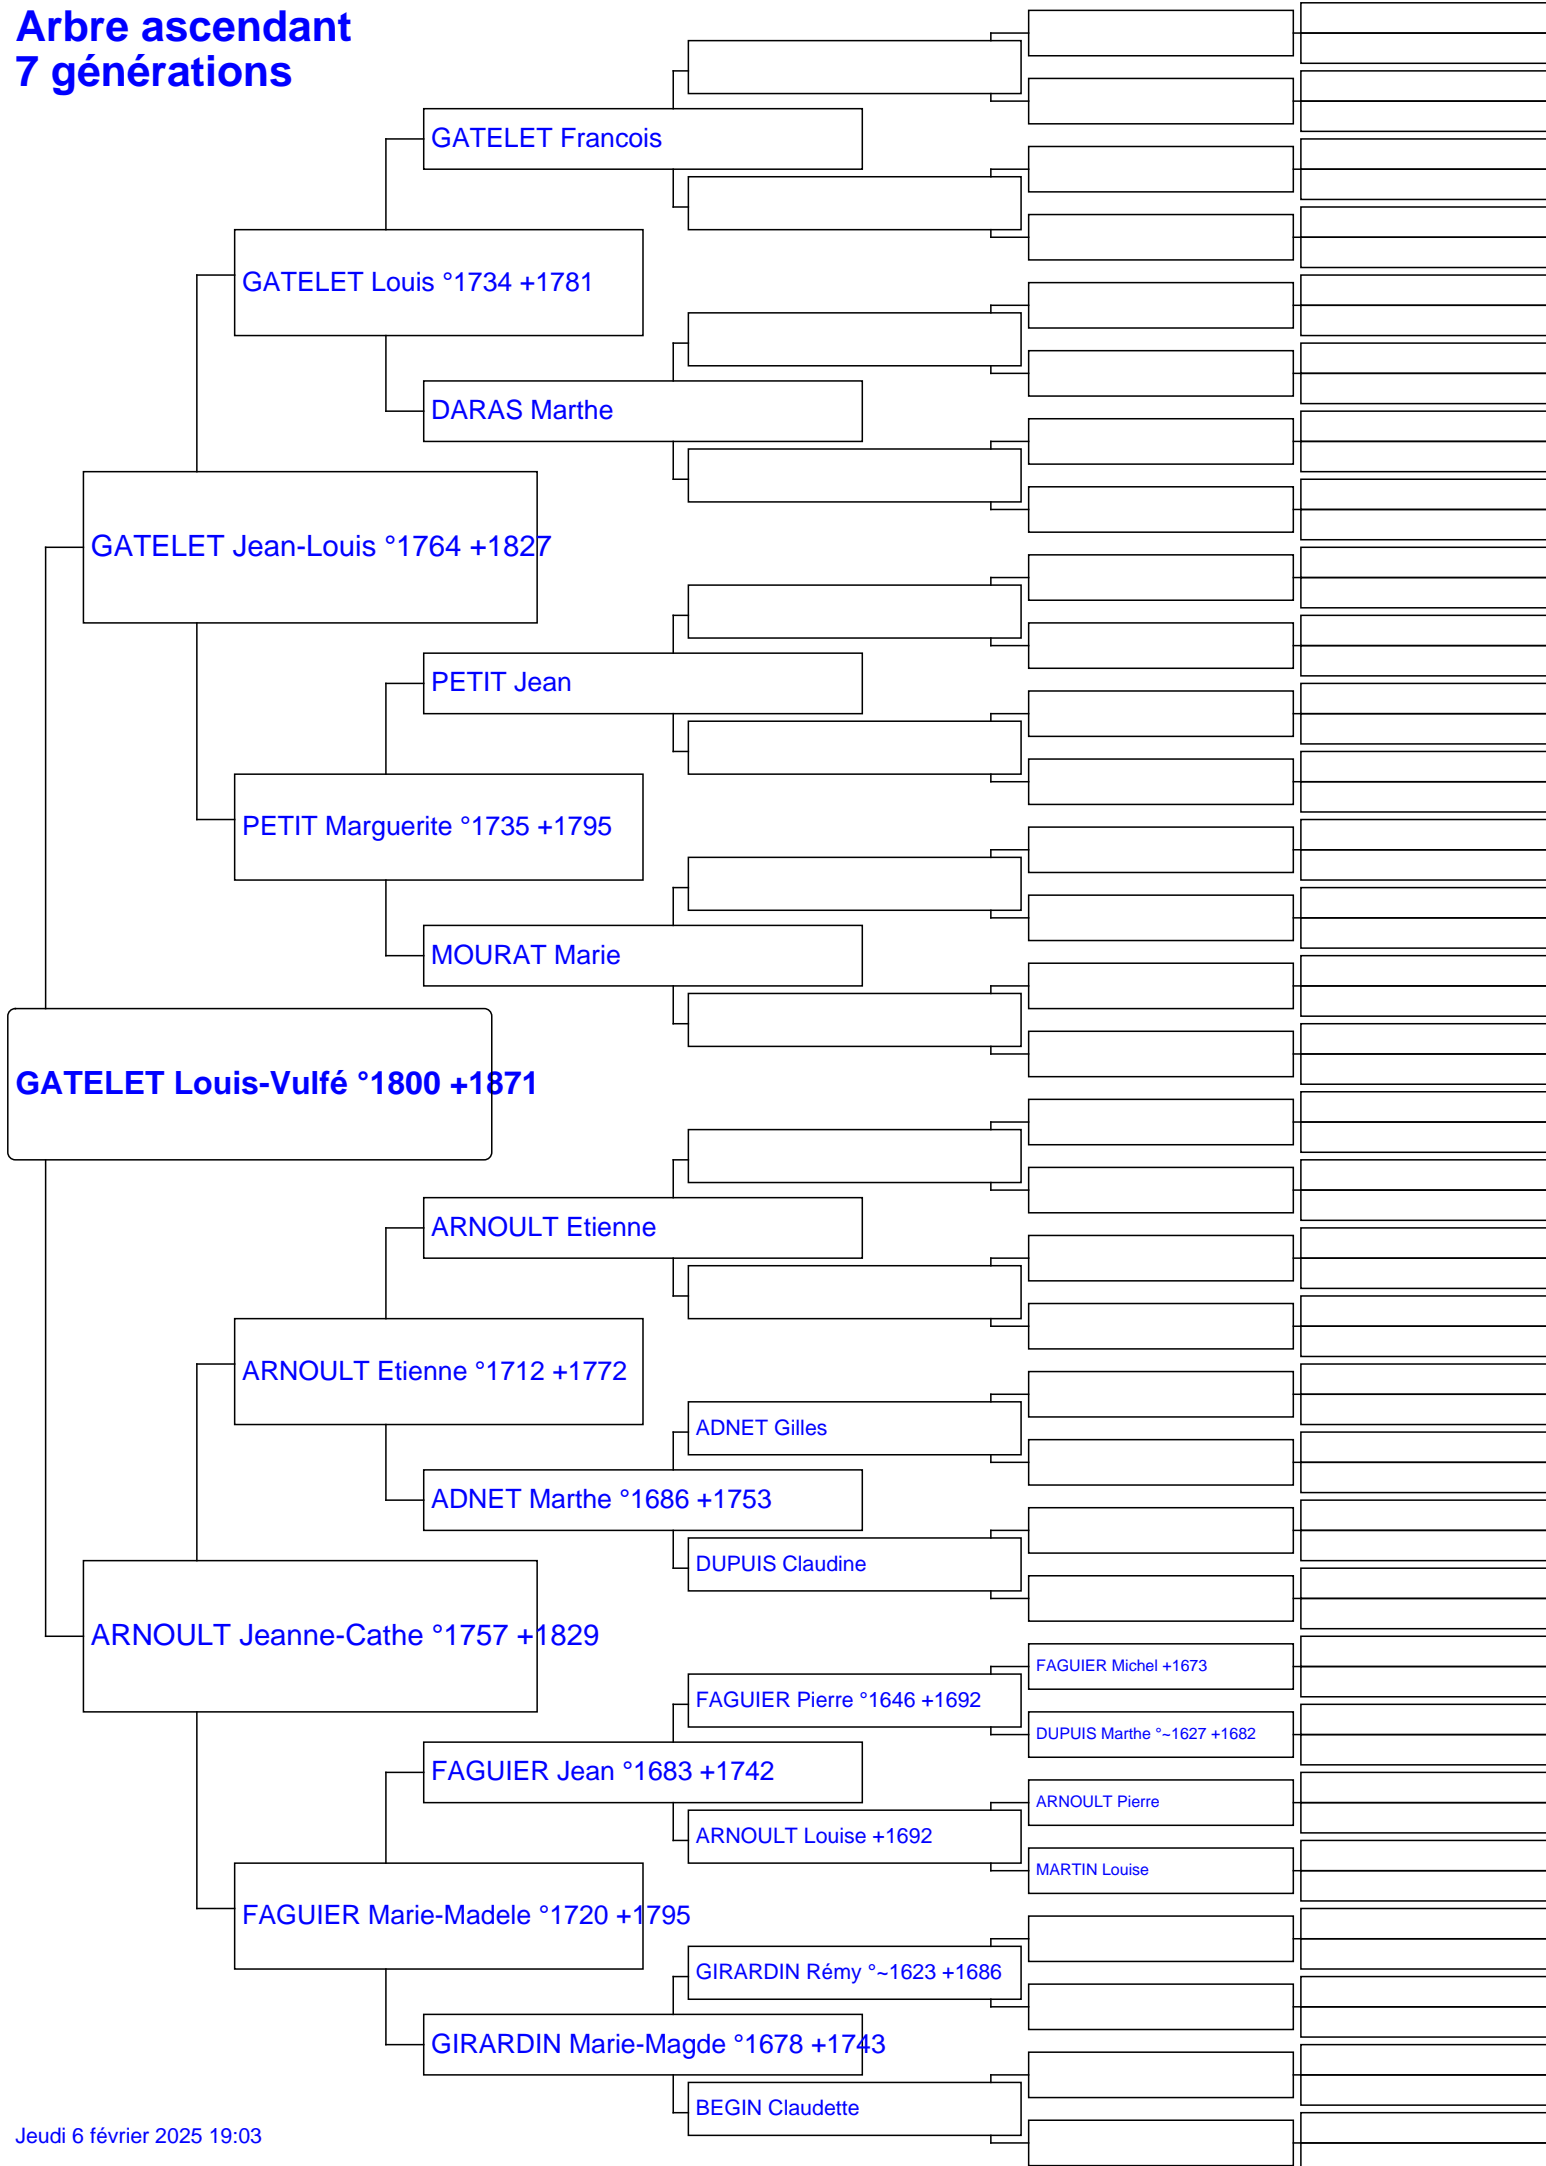 Arbre ascendant
7 générations
GATELET Francois
GATELET Louis °1734 +1781
DARAS Marthe
GATELET Jean-Louis °1764 +1827
PETIT Jean
PETIT Marguerite °1735 +1795
MOURAT Marie
GATELET Louis-Vulfé °1800 +1871
ARNOULT Etienne
ARNOULT Etienne °1712 +1772
ADNET Gilles
ADNET Marthe °1686 +1753
DUPUIS Claudine
ARNOULT Jeanne-Cathe °1757 +1829
FAGUIER Michel +1673
FAGUIER Pierre °1646 +1692
DUPUIS Marthe °~1627 +1682
FAGUIER Jean °1683 +1742
ARNOULT Pierre
ARNOULT Louise +1692
MARTIN Louise
FAGUIER Marie-Madele °1720 +1795
GIRARDIN Rémy °~1623 +1686
GIRARDIN Marie-Magde °1678 +1743
BEGIN Claudette
Jeudi 6 février 2025 19:03